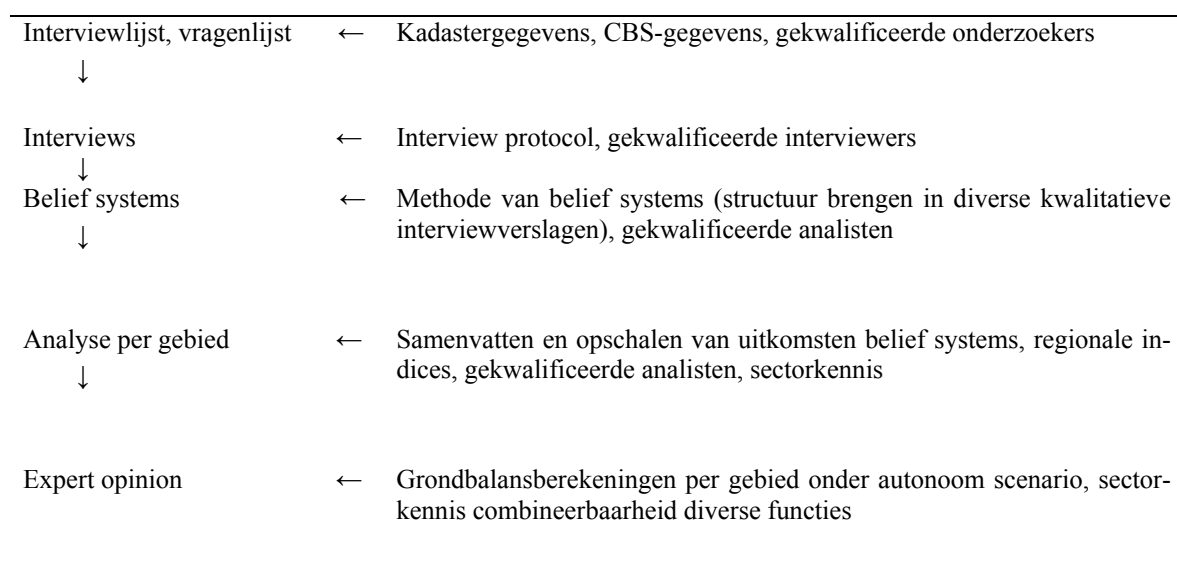 Interviewlijst, vragenlijst ← Kadastergegevens, CBS-gegevens, gekwalificeerde onderzoekers
↓
Interviews ← Interview protocol, gekwalificeerde interviewers
↓
Belief systems ← Methode van belief systems (structuur brengen in diverse kwalitatieve
↓ interviewverslagen), gekwalificeerde analisten
Analyse per gebied ← Samenvatten en opschalen van uitkomsten belief systems, regionale in-
↓ dices, gekwalificeerde analisten, sectorkennis
Expert opinion ← Grondbalansberekeningen per gebied onder autonoom scenario, sector-
kennis combineerbaarheid diverse functies